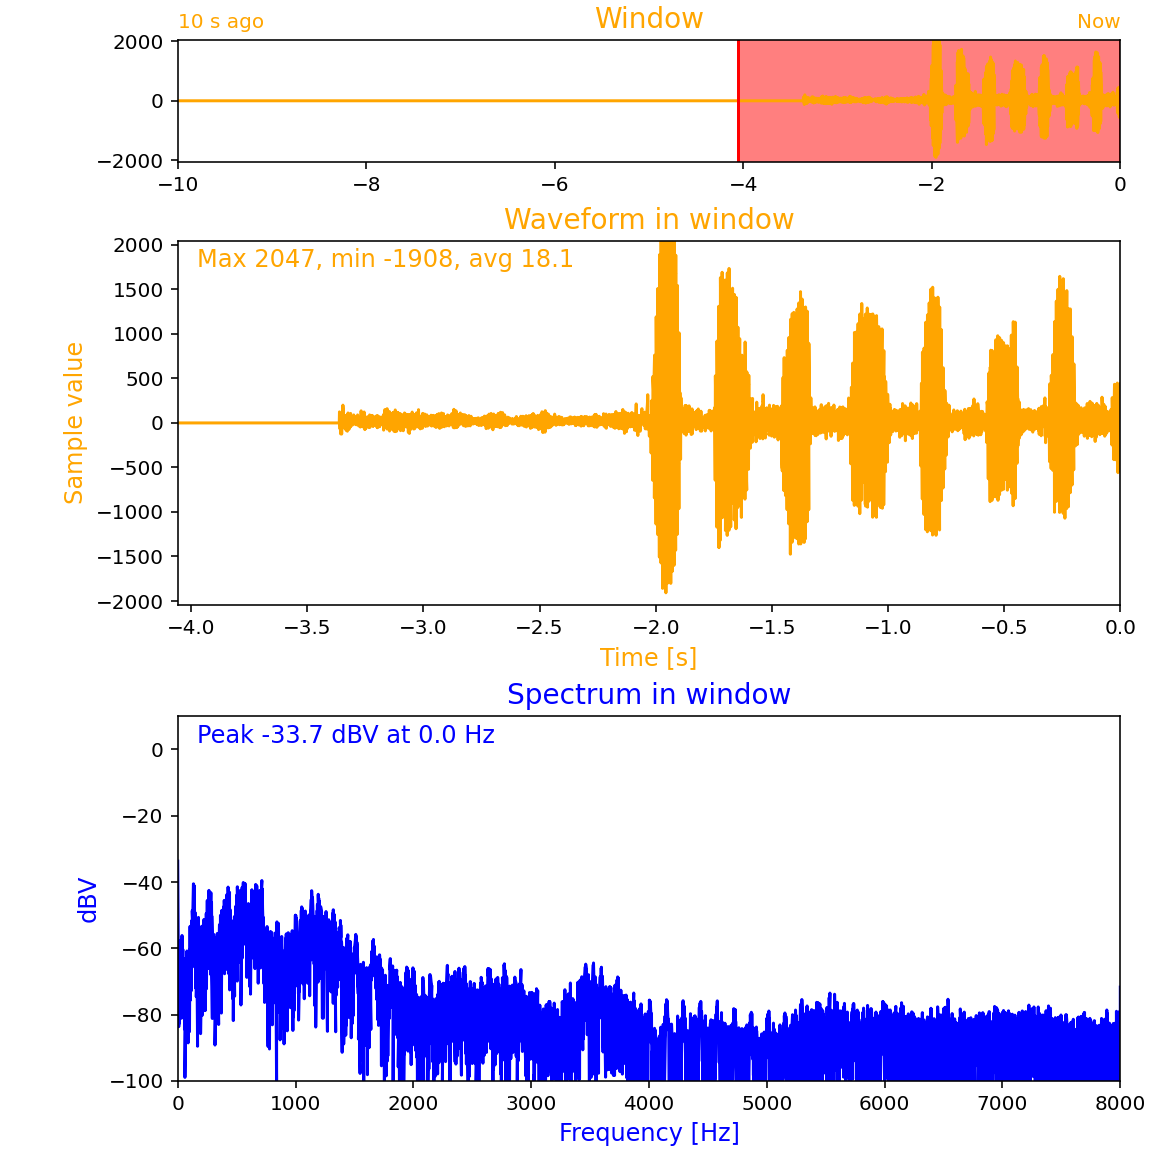 10 s ago Window Now
2000
0
−2000
−10 −8 −6 −4 −2 0
Waveform in window
Max 2047, min -1908, avg 18.1
2000
1500
1000
500
0
−500
−1000
−1500
−2000
Sample value
−4.0 −3.5 −3.0 −2.5 −2.0 −1.5 −1.0 −0.5 0.0
Time [s]
Spectrum in window
Peak -33.7 dBV at 0.0 Hz
0
−20
−40
−60
−80
−100
dBV
0 1000 2000 3000 4000 5000 6000 7000 8000
Frequency [Hz]